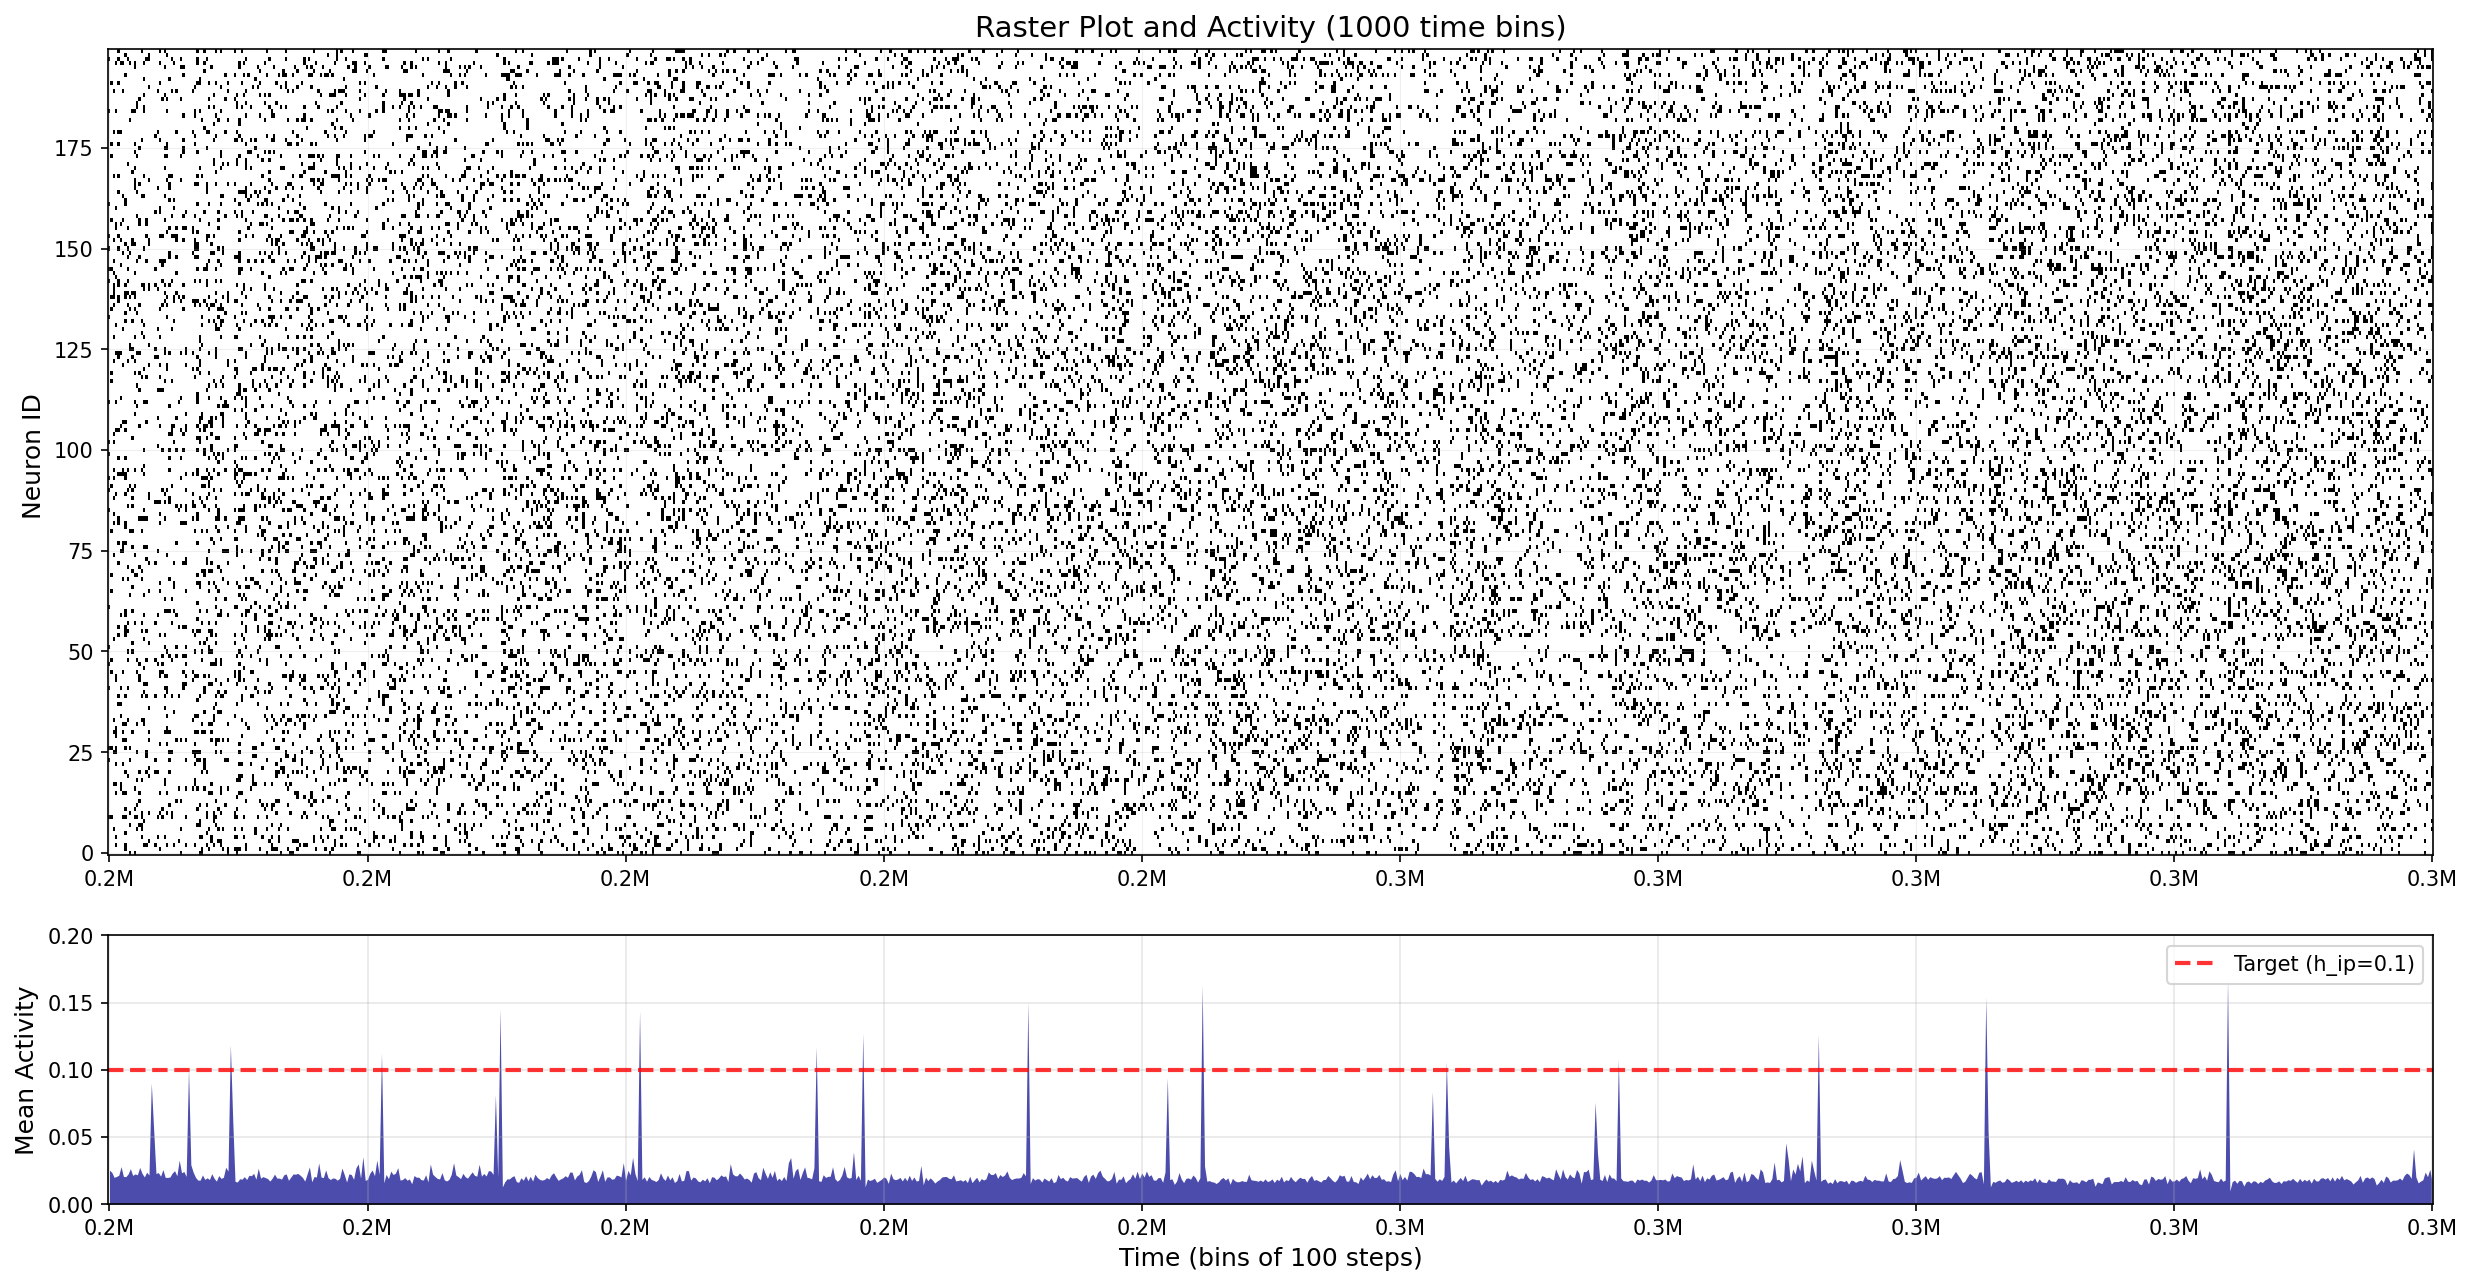 Raster Plot and Activity (1000 time bins)
Neuron ID
175
150
125
100
75
50
25
0
0.2M 0.2M 0.2M 0.2M 0.2M 0.3M 0.3M 0.3M 0.3M 0.3M
Mean Activity
0.20
0.15
0.10
0.05
0.00
Target (h_ip=0.1)
0.2M 0.2M 0.2M 0.2M 0.2M 0.3M 0.3M 0.3M 0.3M 0.3M
Time (bins of 100 steps)